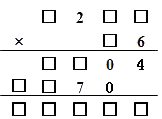 □ 2 □ □
× □ 6
□ □ 0 4
□ □ 7 0
□ □ □ □ □